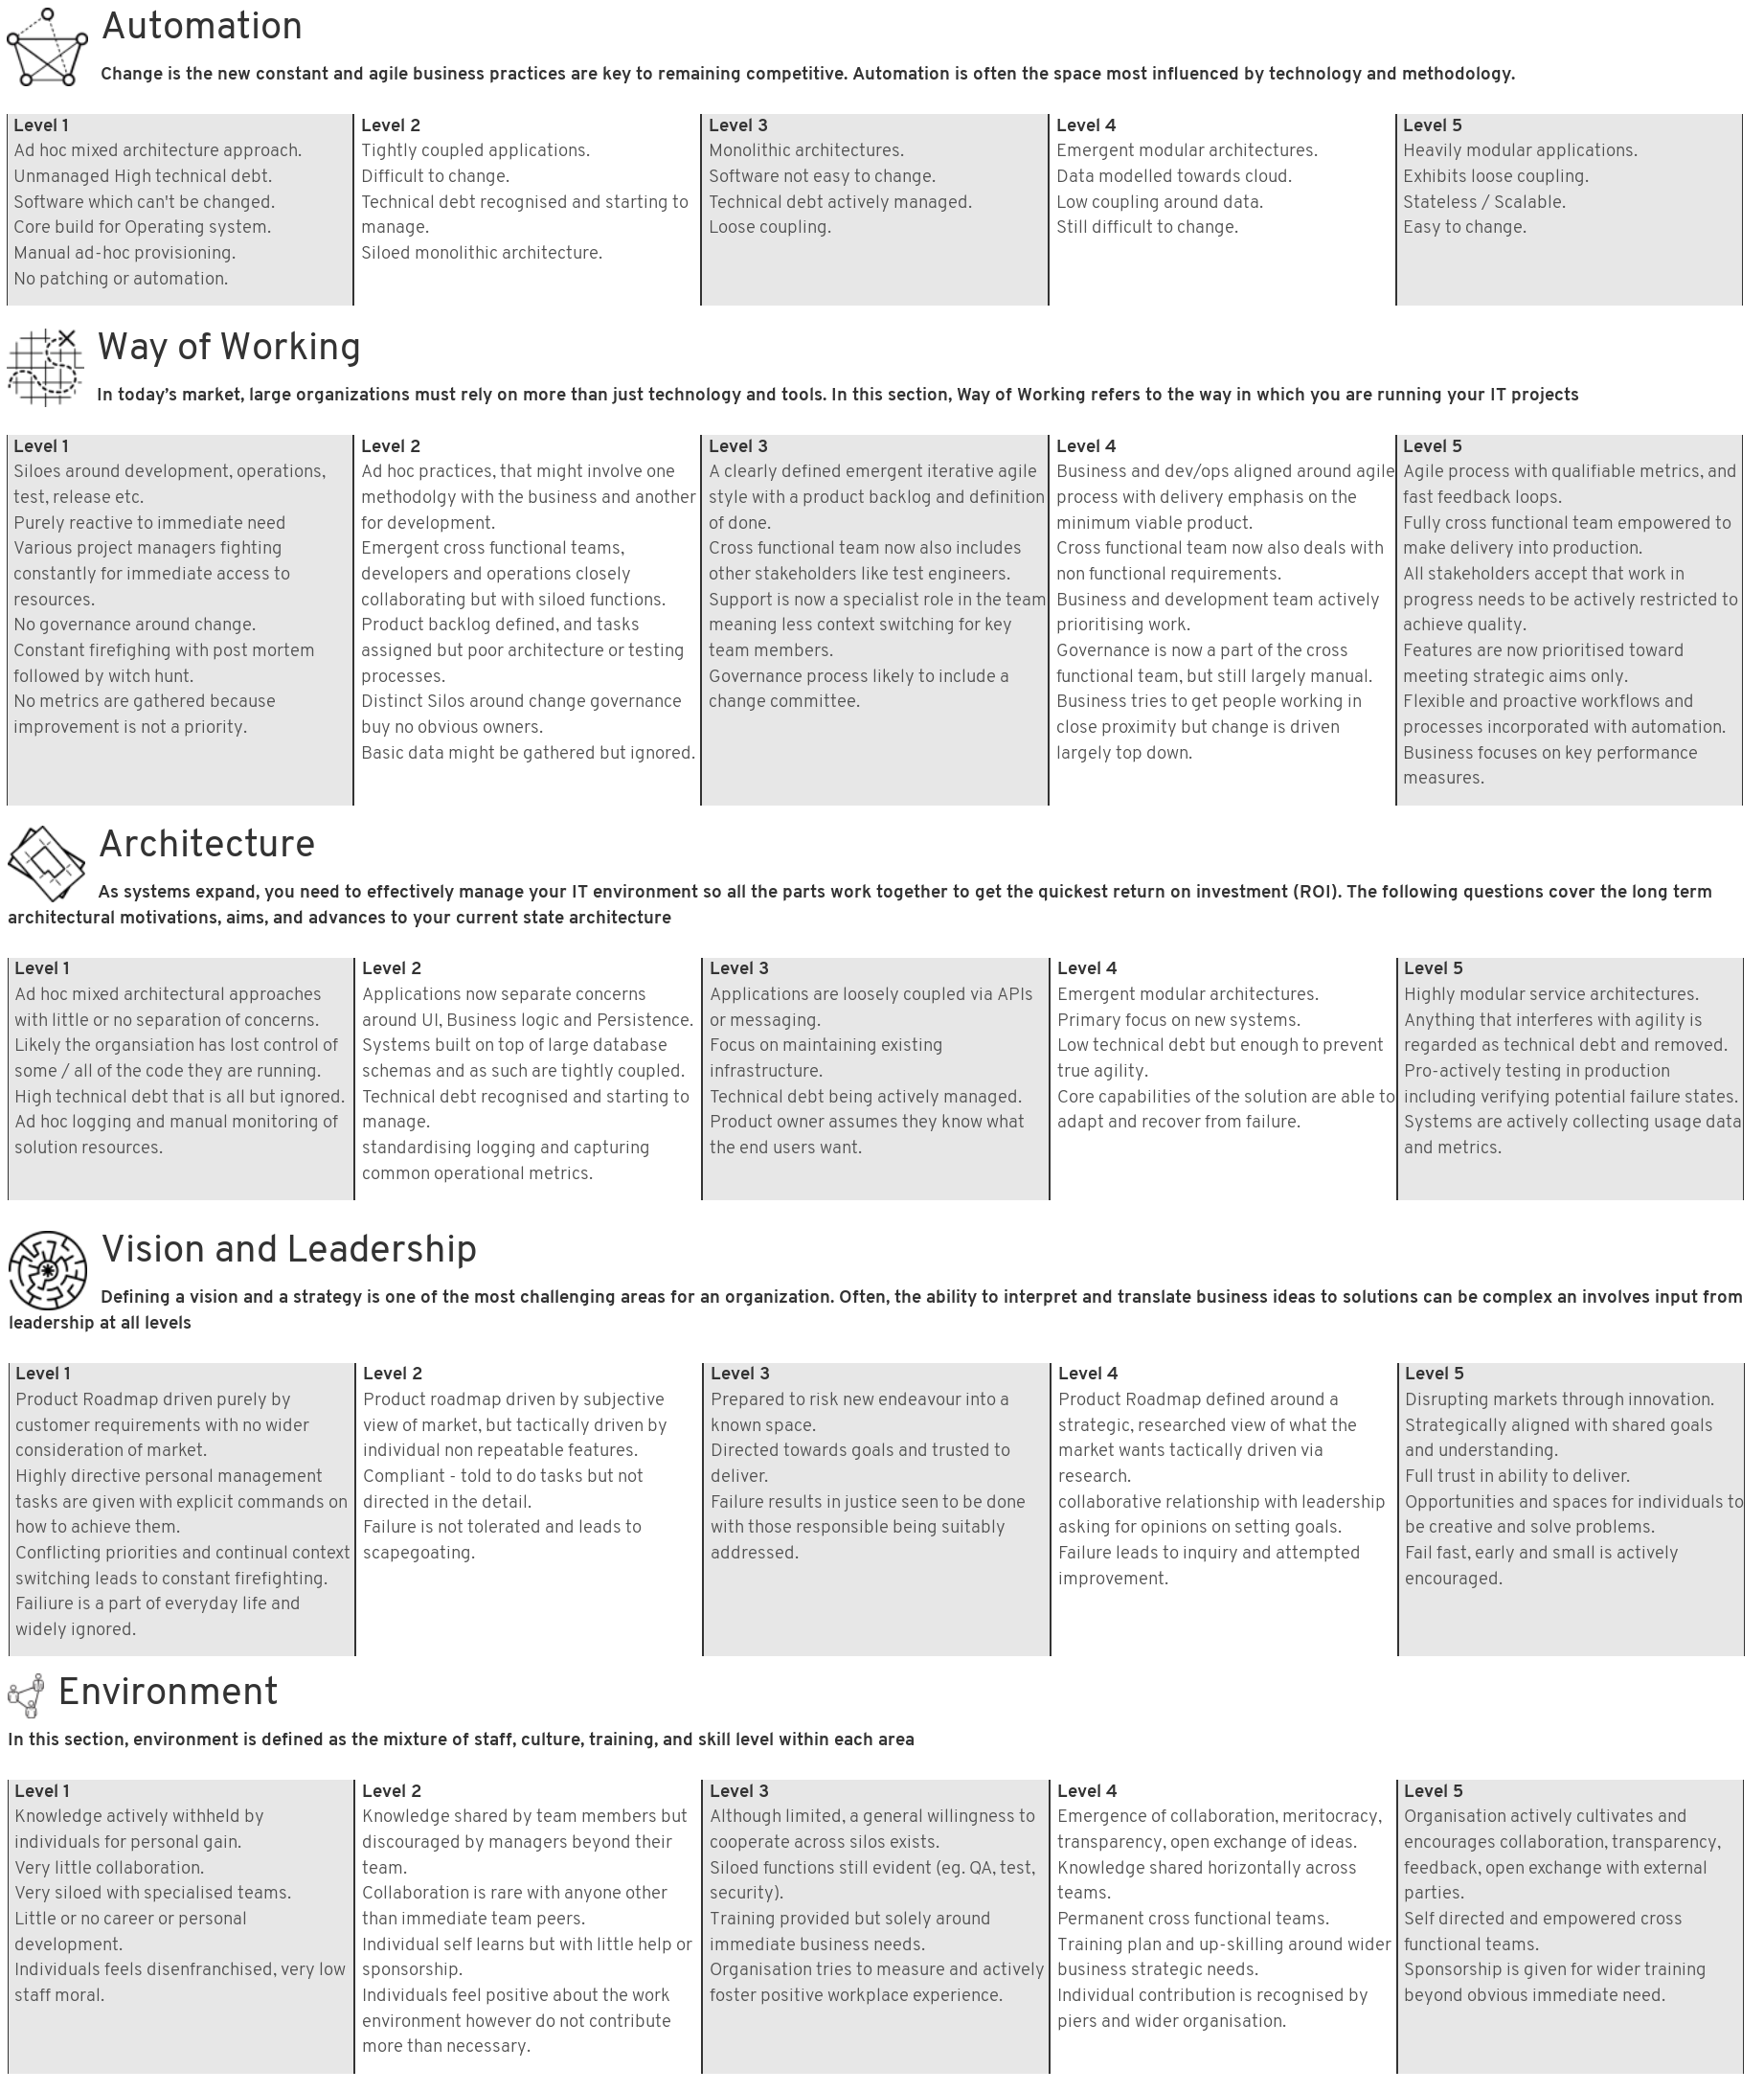 Automation
Change is the new constant and agile business practices are key to remaining competitive. Automation is often the space most influenced by technology and methodology.
Level 1
Ad hoc mixed architecture approach.
Unmanaged High technical debt.
Software which can't be changed.
Core build for Operating system.
Manual ad-hoc provisioning.
No patching or automation.
Level 2
Tightly coupled applications.
Difficult to change.
Technical debt recognised and starting to
manage.
Siloed monolithic architecture.
Level 3
Monolithic architectures.
Software not easy to change.
Technical debt actively managed.
Loose coupling.
Level 4
Emergent modular architectures.
Data modelled towards cloud.
Low coupling around data.
Still difficult to change.
Level 5
Heavily modular applications.
Exhibits loose coupling.
Stateless / Scalable.
Easy to change.
Way of Working
In today’s market, large organizations must rely on more than just technology and tools. In this section, Way of Working refers to the way in which you are running your IT projects
Level 1
Siloes around development, operations,
test, release etc.
Purely reactive to immediate need
Various project managers fighting
constantly for immediate access to
resources.
No governance around change.
Constant firefighing with post mortem
followed by witch hunt.
No metrics are gathered because
improvement is not a priority.
Level 2
Ad hoc practices, that might involve one
methodolgy with the business and another
for development.
Emergent cross functional teams,
developers and operations closely
collaborating but with siloed functions.
Product backlog defined, and tasks
assigned but poor architecture or testing
processes.
Distinct Silos around change governance
buy no obvious owners.
Basic data might be gathered but ignored.
Level 3
A clearly defined emergent iterative agile
style with a product backlog and definition
of done.
Cross functional team now also includes
other stakeholders like test engineers.
Support is now a specialist role in the team
meaning less context switching for key
team members.
Governance process likely to include a
change committee.
Level 4
Business and dev/ops aligned around agile
process with delivery emphasis on the
minimum viable product.
Cross functional team now also deals with
non functional requirements.
Business and development team actively
prioritising work.
Governance is now a part of the cross
functional team, but still largely manual.
Business tries to get people working in
close proximity but change is driven
largely top down.
Level 5
Agile process with qualifiable metrics, and
fast feedback loops.
Fully cross functional team empowered to
make delivery into production.
All stakeholders accept that work in
progress needs to be actively restricted to
achieve quality.
Features are now prioritised toward
meeting strategic aims only.
Flexible and proactive workflows and
processes incorporated with automation.
Business focuses on key performance
measures.
Architecture
As systems expand, you need to effectively manage your IT environment so all the parts work together to get the quickest return on investment (ROI). The following questions cover the long term
architectural motivations, aims, and advances to your current state architecture
Level 1
Ad hoc mixed architectural approaches
with little or no separation of concerns.
Likely the organsiation has lost control of
some / all of the code they are running.
High technical debt that is all but ignored.
Ad hoc logging and manual monitoring of
solution resources.
Level 2
Applications now separate concerns
around UI, Business logic and Persistence.
Systems built on top of large database
schemas and as such are tightly coupled.
Technical debt recognised and starting to
manage.
standardising logging and capturing
common operational metrics.
Level 3
Applications are loosely coupled via APIs
or messaging.
Focus on maintaining existing
infrastructure.
Technical debt being actively managed.
Product owner assumes they know what
the end users want.
Level 4
Emergent modular architectures.
Primary focus on new systems.
Low technical debt but enough to prevent
true agility.
Core capabilities of the solution are able to
adapt and recover from failure.
Level 5
Highly modular service architectures.
Anything that interferes with agility is
regarded as technical debt and removed.
Pro-actively testing in production
including verifying potential failure states.
Systems are actively collecting usage data
and metrics.
Vision and Leadership
Defining a vision and a strategy is one of the most challenging areas for an organization. Often, the ability to interpret and translate business ideas to solutions can be complex an involves input from
leadership at all levels
Level 1
Product Roadmap driven purely by
customer requirements with no wider
consideration of market.
Highly directive personal management
tasks are given with explicit commands on
how to achieve them.
Conflicting priorities and continual context
switching leads to constant firefighting.
Failiure is a part of everyday life and
widely ignored.
Level 2
Product roadmap driven by subjective
view of market, but tactically driven by
individual non repeatable features.
Compliant - told to do tasks but not
directed in the detail.
Failure is not tolerated and leads to
scapegoating.
Level 3
Prepared to risk new endeavour into a
known space.
Directed towards goals and trusted to
deliver.
Failure results in justice seen to be done
with those responsible being suitably
addressed.
Level 4
Product Roadmap defined around a
strategic, researched view of what the
market wants tactically driven via
research.
collaborative relationship with leadership
asking for opinions on setting goals.
Failure leads to inquiry and attempted
improvement.
Level 5
Disrupting markets through innovation.
Strategically aligned with shared goals
and understanding.
Full trust in ability to deliver.
Opportunities and spaces for individuals to
be creative and solve problems.
Fail fast, early and small is actively
encouraged.
Environment
In this section, environment is defined as the mixture of staff, culture, training, and skill level within each area
Level 1
Knowledge actively withheld by
individuals for personal gain.
Very little collaboration.
Very siloed with specialised teams.
Little or no career or personal
development.
Individuals feels disenfranchised, very low
staff moral.
Level 2
Knowledge shared by team members but
discouraged by managers beyond their
team.
Collaboration is rare with anyone other
than immediate team peers.
Individual self learns but with little help or
sponsorship.
Individuals feel positive about the work
environment however do not contribute
more than necessary.
Level 3
Although limited, a general willingness to
cooperate across silos exists.
Siloed functions still evident (eg. QA, test,
security).
Training provided but solely around
immediate business needs.
Organisation tries to measure and actively
foster positive workplace experience.
Level 4
Emergence of collaboration, meritocracy,
transparency, open exchange of ideas.
Knowledge shared horizontally across
teams.
Permanent cross functional teams.
Training plan and up-skilling around wider
business strategic needs.
Individual contribution is recognised by
piers and wider organisation.
Level 5
Organisation actively cultivates and
encourages collaboration, transparency,
feedback, open exchange with external
parties.
Self directed and empowered cross
functional teams.
Sponsorship is given for wider training
beyond obvious immediate need.